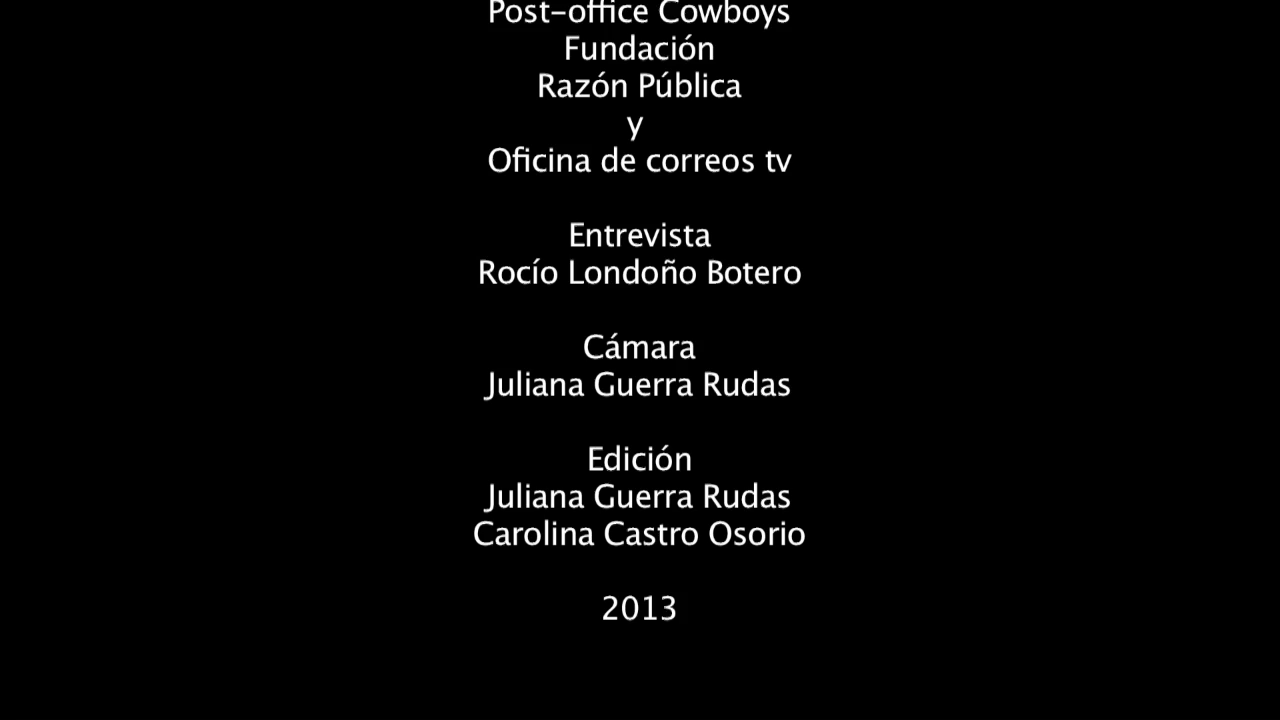 Post-office Cowboys
Fundación
Razón Pública
y
Oficina de correos tv
Entrevista
Rocío Londoño Botero
Cámara
Juliana Guerra Rudas
Edición
Juliana Guerra Rudas
Carolina Castro Osorio
2013